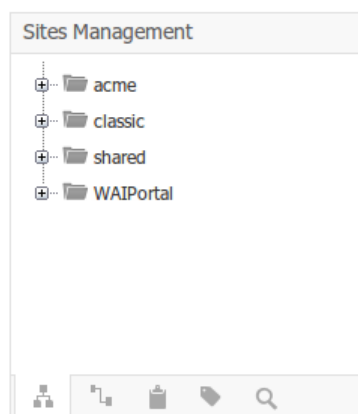 Sites Management
acme
classic
shared
WAIPortal